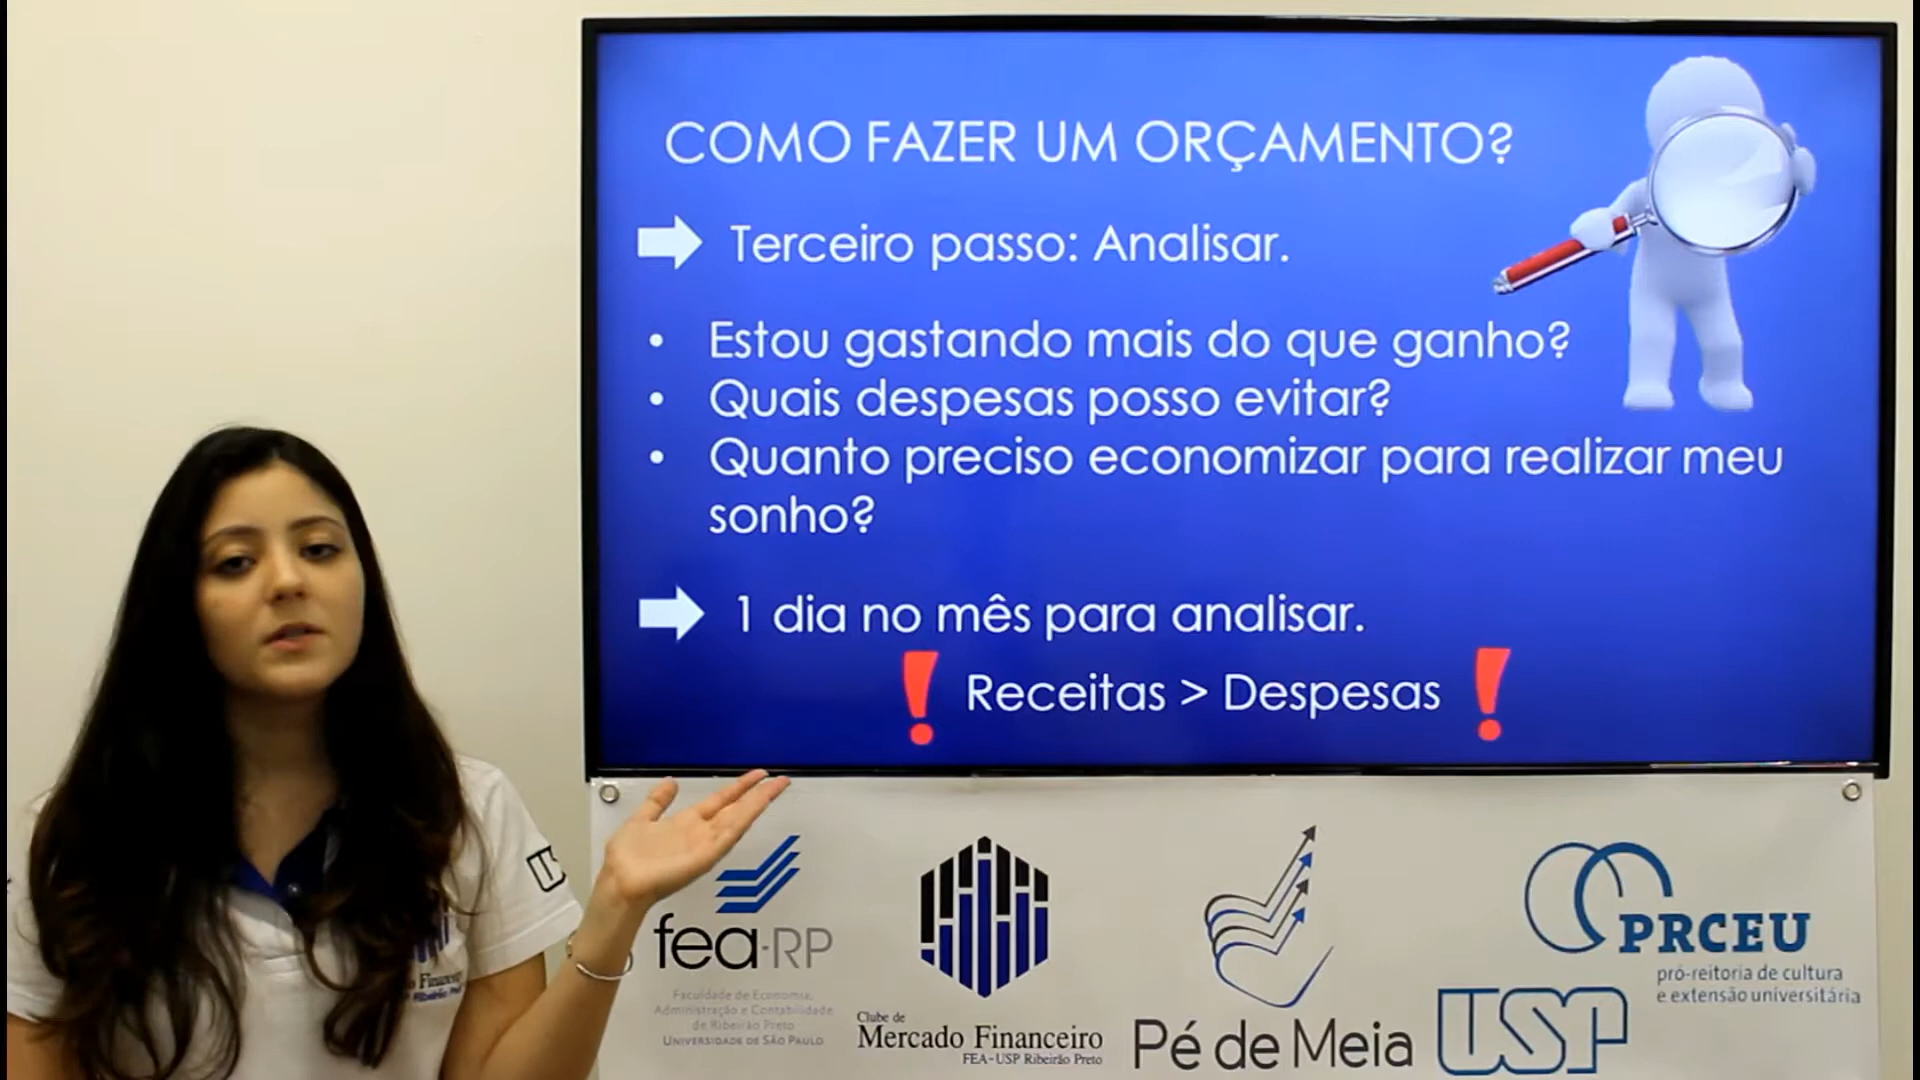 COMO FAZER UM ORÇAMENTO?
Terceiro passo: Analisar.
• Estou gastando mais do que ganho?
• Quais despesas posso evitar?
• Quanto preciso economizar para realizar meu
sonho?
1 dia no mês para analisar.
! Receitas > Despesas !
fea-RP
Faculdade de Economia,
Administração e Contabilidade
de Ribeirão Preto
UNIVERSIDADE DE SÃO PAULO
Clube de
Mercado Financeiro
FEA-USP Ribeirão Preto
Pé de Meia
PRCEU
pró-reitoria de cultura
e extensão universitária
USP